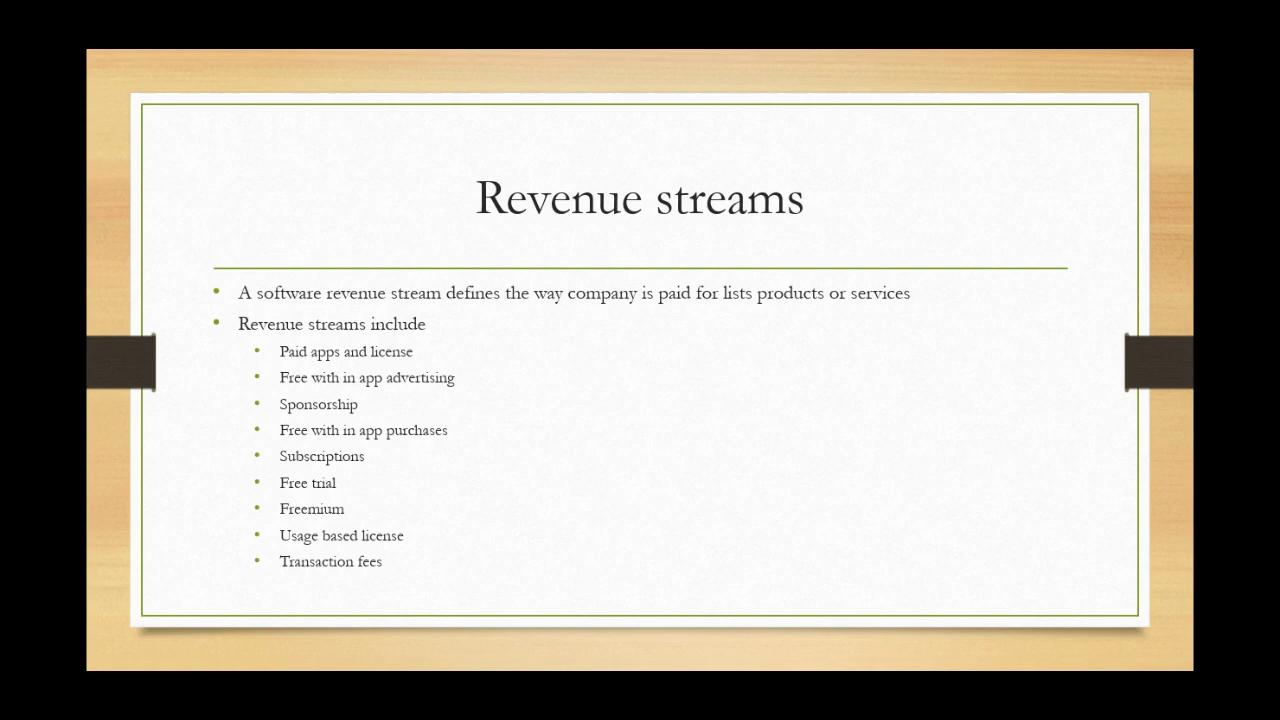 Revenue streams
• A software revenue stream defines the way company is paid for lists products or services
• Revenue streams include
• Paid apps and license
• Free with in app advertising
• Sponsorship
• Free with in app purchases
• Subscriptions
• Free trial
• Freemium
• Usage based license
• Transaction fees